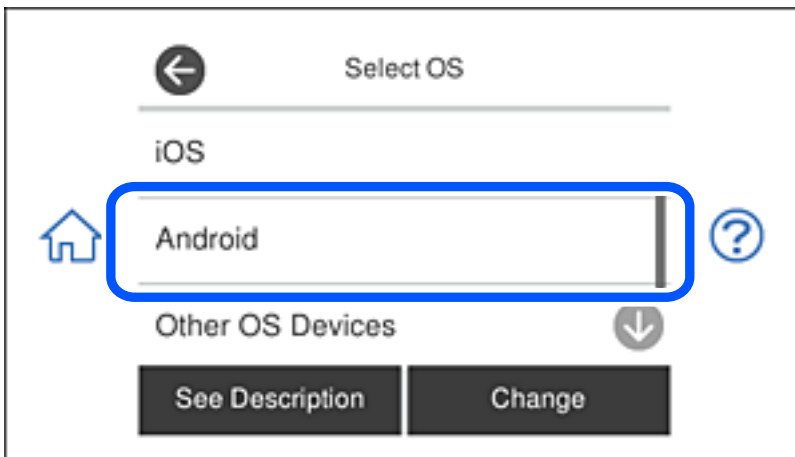 Select OS
iOS
Android
Other OS Devices
See Description
Change